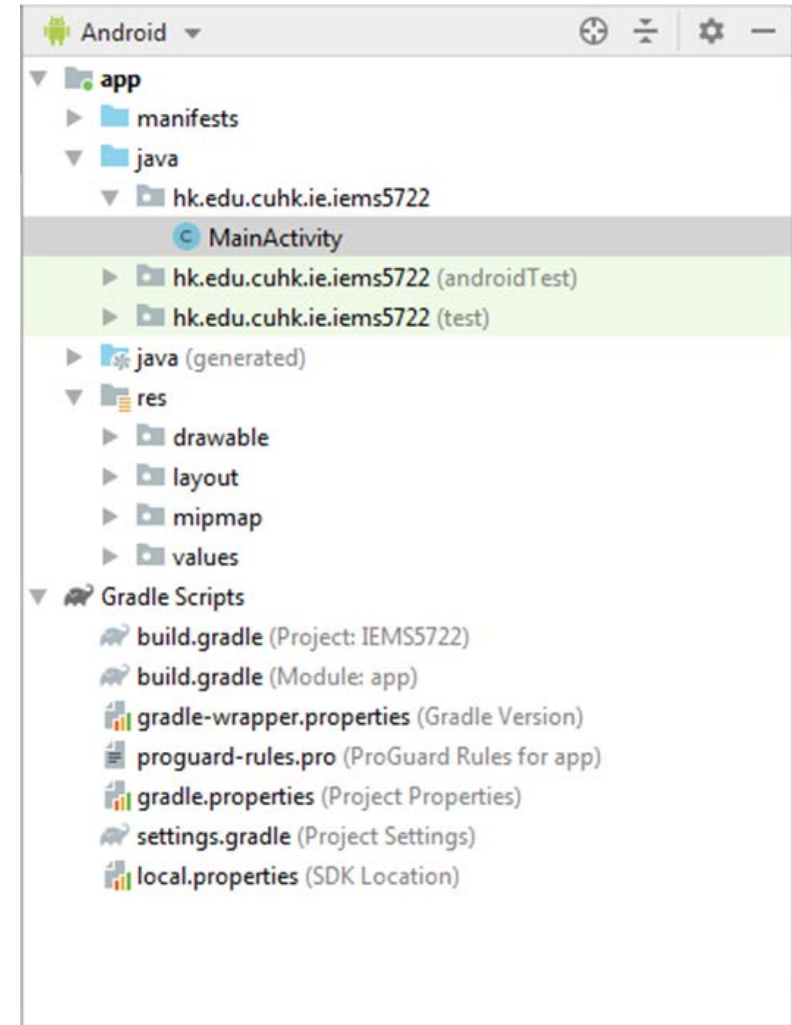 Android
app
manifests
java
hk.edu.cuhk.ie.iems5722
C MainActivity
hk.edu.cuhk.ie.iems5722 (androidTest)
hk.edu.cuhk.ie.iems5722 (test)
java (generated)
res
drawable
layout
mipmap
values
Gradle Scripts
build.gradle (Project: IEMS5722)
build.gradle (Module: app)
gradle-wrapper.properties (Gradle Version)
proguard-rules.pro (ProGuard Rules for app)
gradle.properties (Project Properties)
settings.gradle (Project Settings)
local.properties (SDK Location)